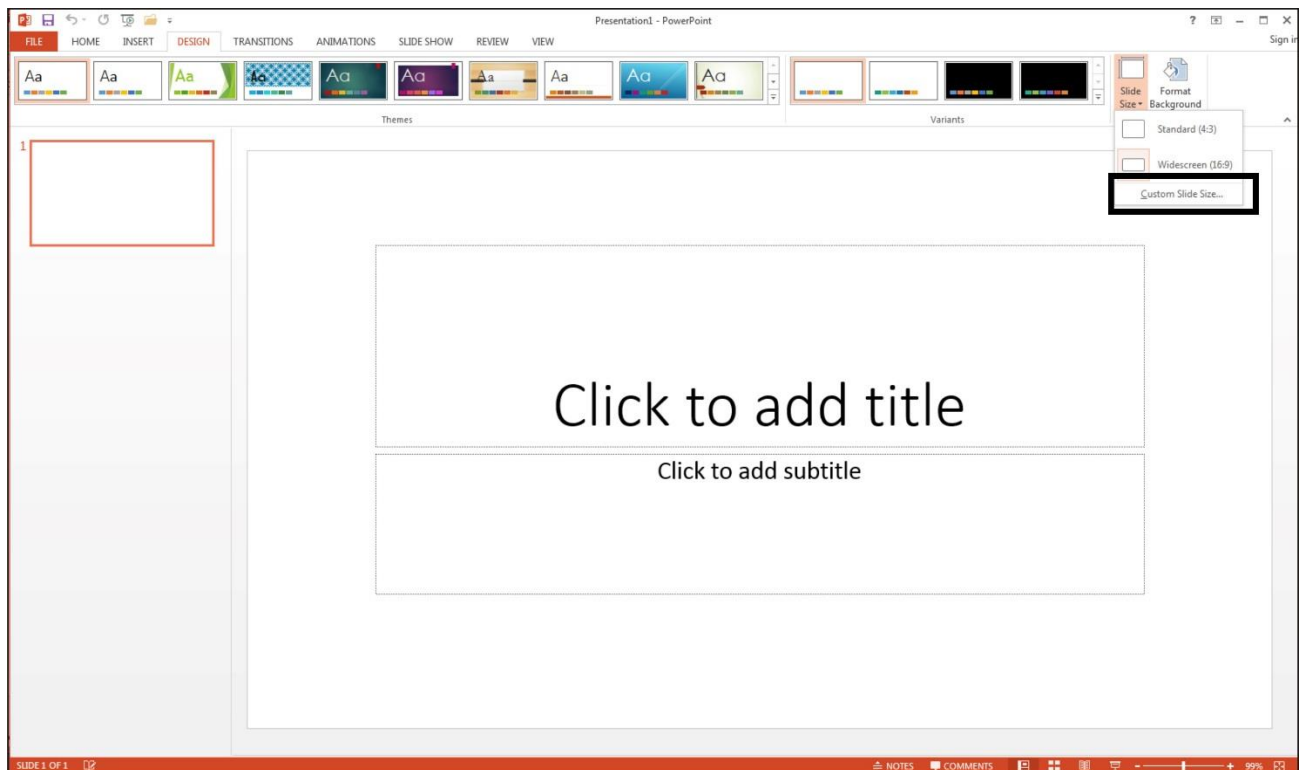 Presentation1 - PowerPoint
?
Sign in
FILE HOME INSERT DESIGN TRANSITIONS ANIMATIONS SLIDE SHOW REVIEW VIEW
Aa Aa Aa Aa Aa Aa Aa Aa Aa Aa
Slide Size
Format Background
Themes
Variants
Standard (4:3)
Widescreen (16:9)
Custom Slide Size...
1
Click to add title
Click to add subtitle
SLIDE 1 OF 1
NOTES COMMENTS - + 99%